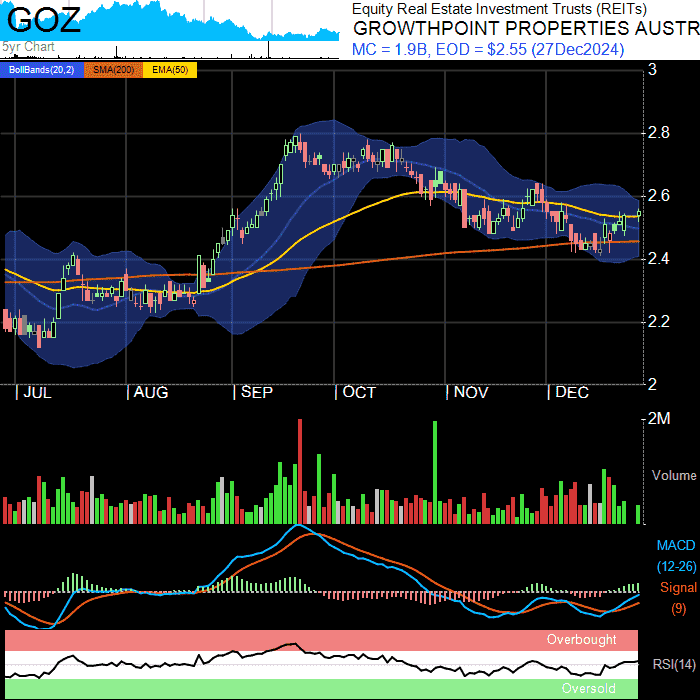 GOZ
5yr Chart
Equity Real Estate Investment Trusts (REITs)
GROWTHPOINT PROPERTIES AUSTR
MC = 1.9B, EOD = $2.55 (27Dec2024)
BollBands(20,2) SMA(200) EMA(50)
3
2.8
2.6
2.4
2.2
2
JUL AUG SEP OCT NOV DEC
2M
Volume
MACD
(12-26)
Signal
(9)
Overbought
RSI(14)
Oversold